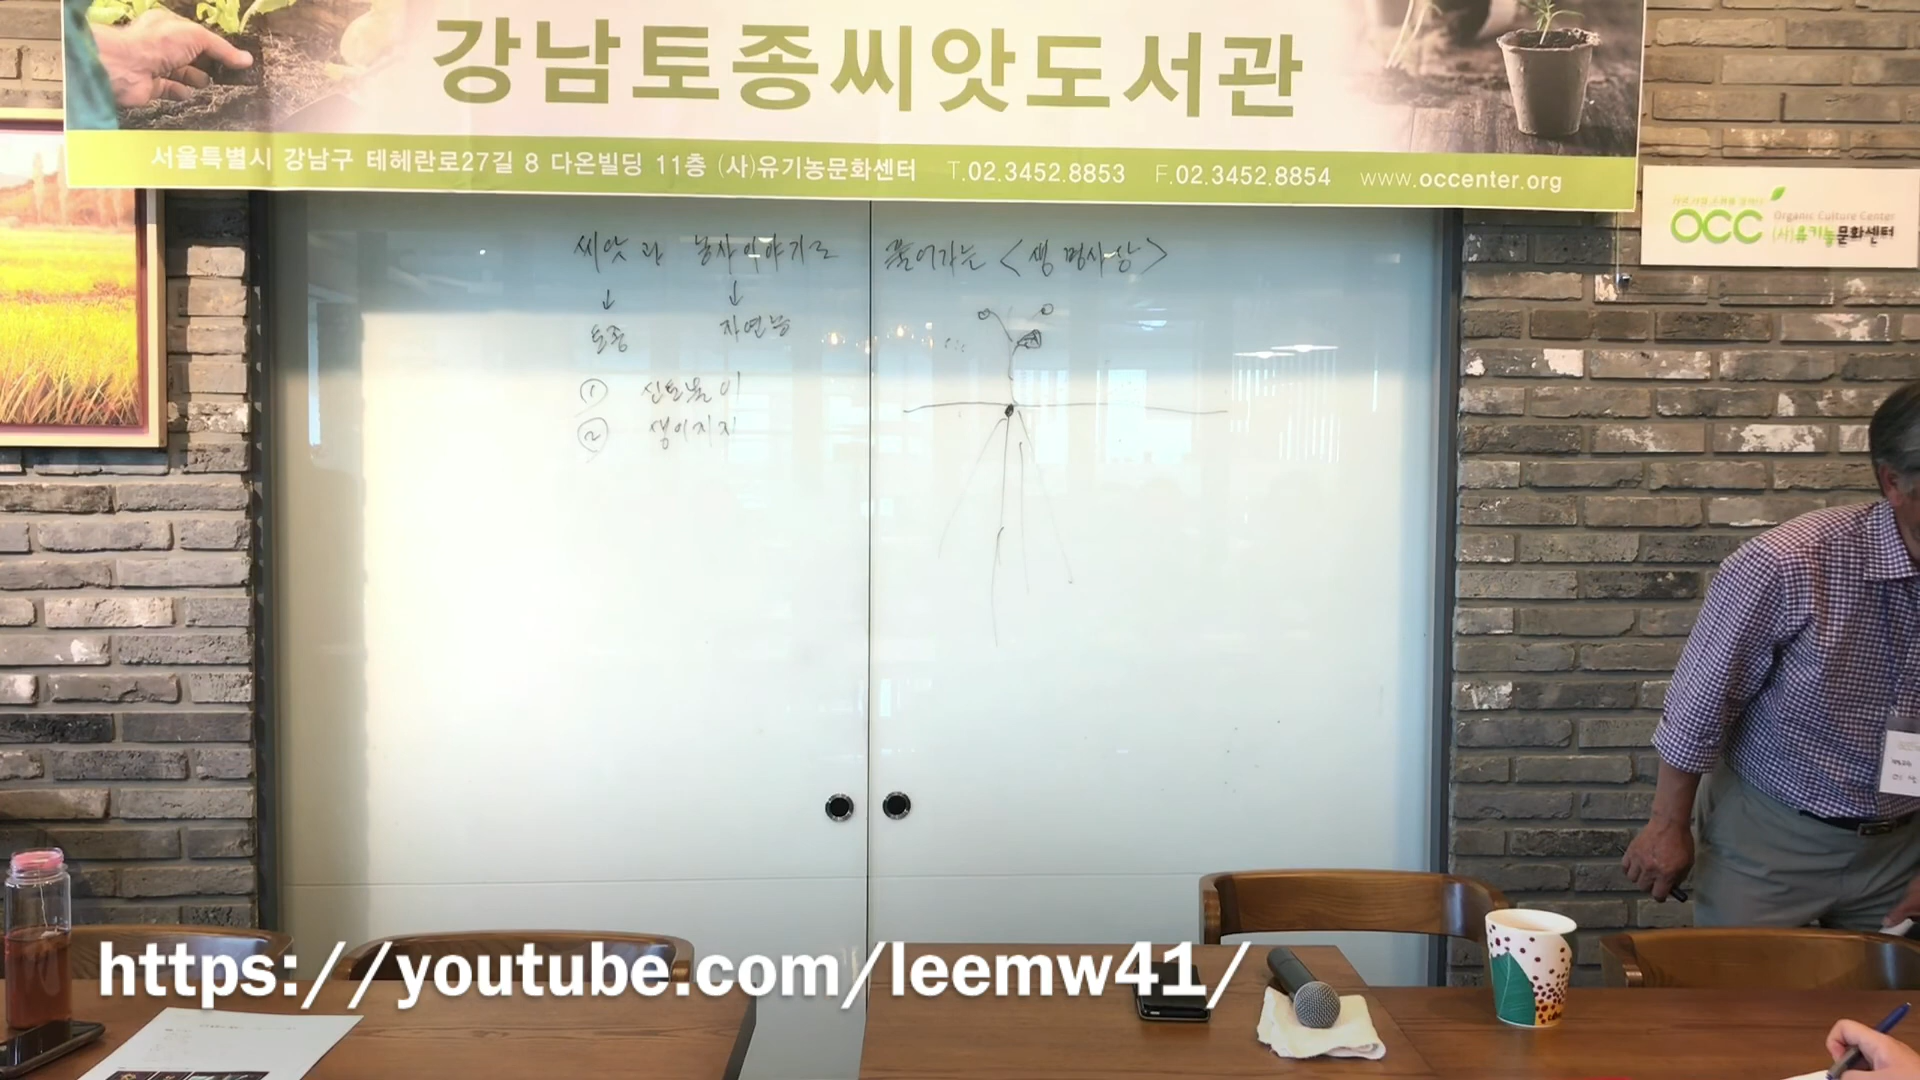 강남토종씨앗도서관
서울특별시 강남구 테헤란로27길 8 다온빌딩 11층 (사)유기농문화센터 T.02.3452.8853 F.02.3452.8854 www.occenter.org
OCC Organic Culture Center
(사)유기농문화센터
씨앗과 농사이야기로 풀어가는 <생명사상>
↓ ↓
토종 자연농
① 신토불이
② 생이지지
https://youtube.com/leemw41/